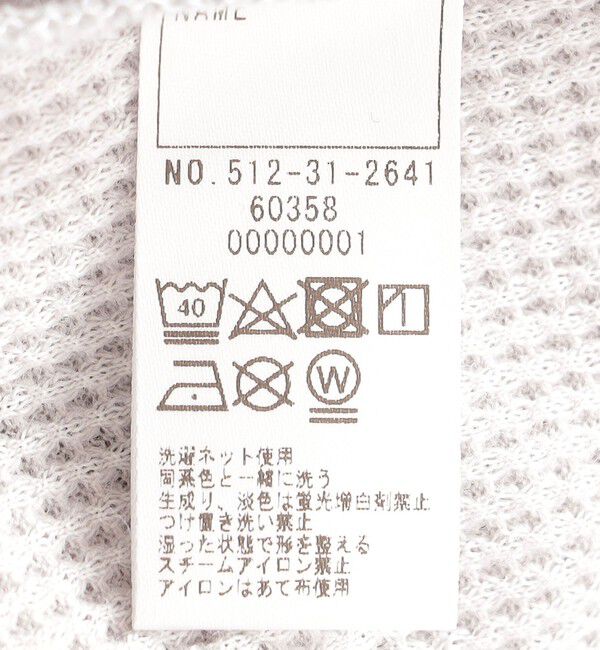 NAME
NO. 512-31-2641
60358
00000001
40
W
洗濯ネット使用
同系色と一緒に洗う
生成り、淡色は蛍光増白剤禁止
つけ置き洗い禁止
湿った状態で形を整える
スチームアイロン禁止
アイロンはあて布使用